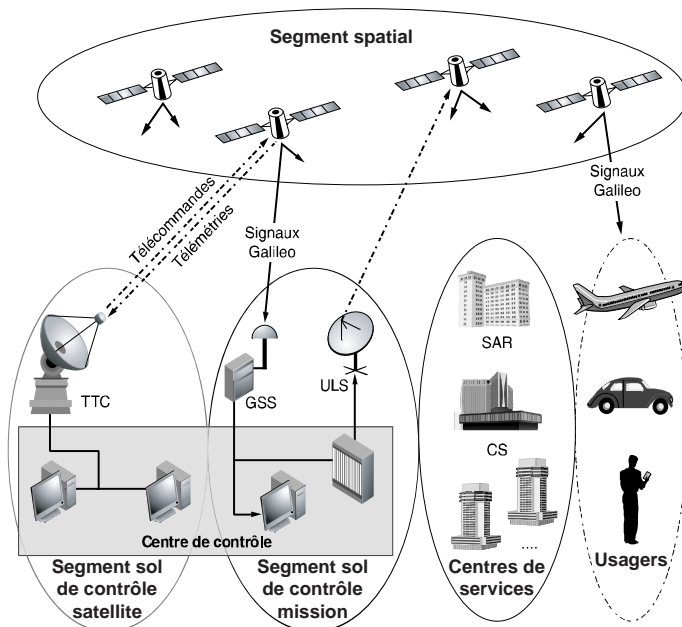 Segment spatial
Télécommandes
Télémétries
Signaux
Galileo
Signaux
Galileo
TTC
GSS
ULS
SAR
CS
....
Centre de contrôle
Segment sol
de contrôle
satellite
Segment sol
de contrôle
mission
Centres de
services
Usagers